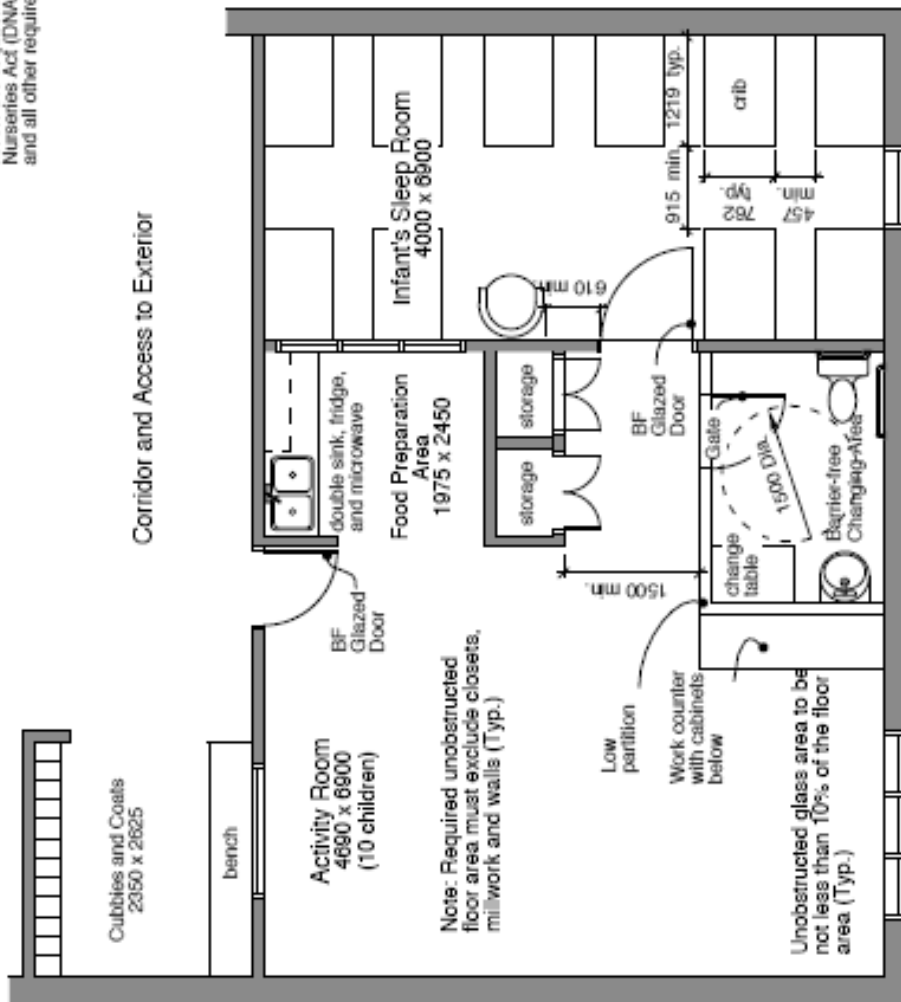 Nurseries Act (DNA
and all other require
Corridor and Access to Exterior
Cubbies and Coats
2350 x 2625
bench
Activity Room
4690 x 6900
(10 children)
BF
Glazed
Door
double sink, fridge,
and microwave
Food Preparation
Area
1975 x 2450
storage
storage
Infant's Sleep Room
4000 x 6900
1219 typ.
915 min.
crib
762
typ.
457
min.
610 min.
BF
Glazed
Door
Note: Required unobstructed
floor area must exclude closets,
millwork and walls (Typ.)
1500 min.
Low
partition
Work counter
with cabinets
below
Gate
1500 DIA.
change
table
Barrier-free
Changing Area
Unobstructed glass area to be
not less than 10% of the floor
area (Typ.)